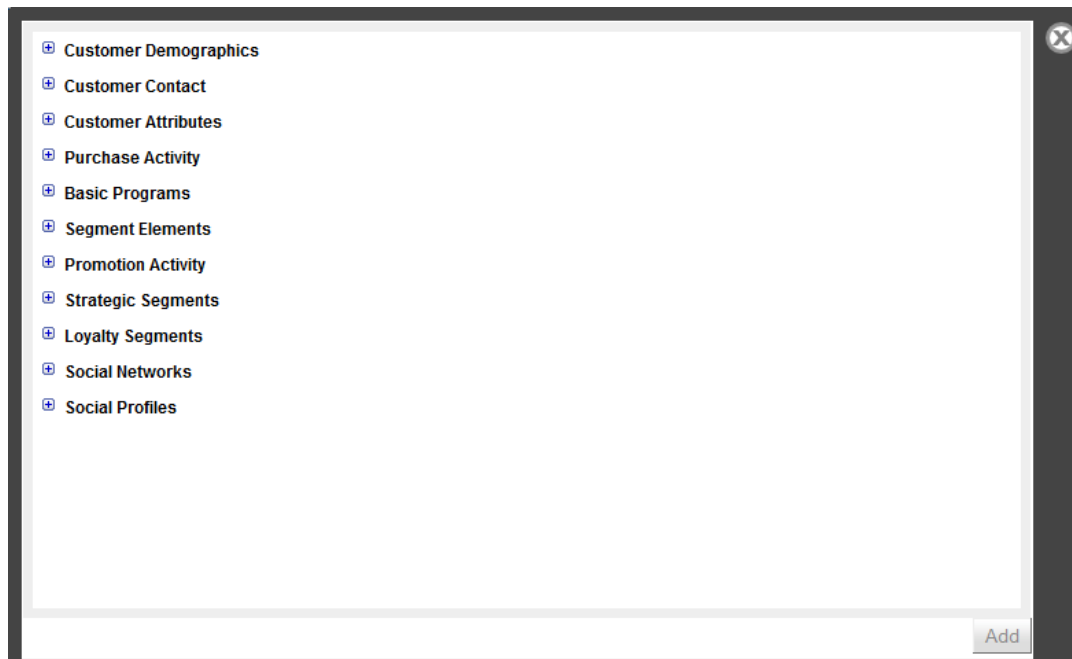 Customer Demographics
Customer Contact
Customer Attributes
Purchase Activity
Basic Programs
Segment Elements
Promotion Activity
Strategic Segments
Loyalty Segments
Social Networks
Social Profiles
Add